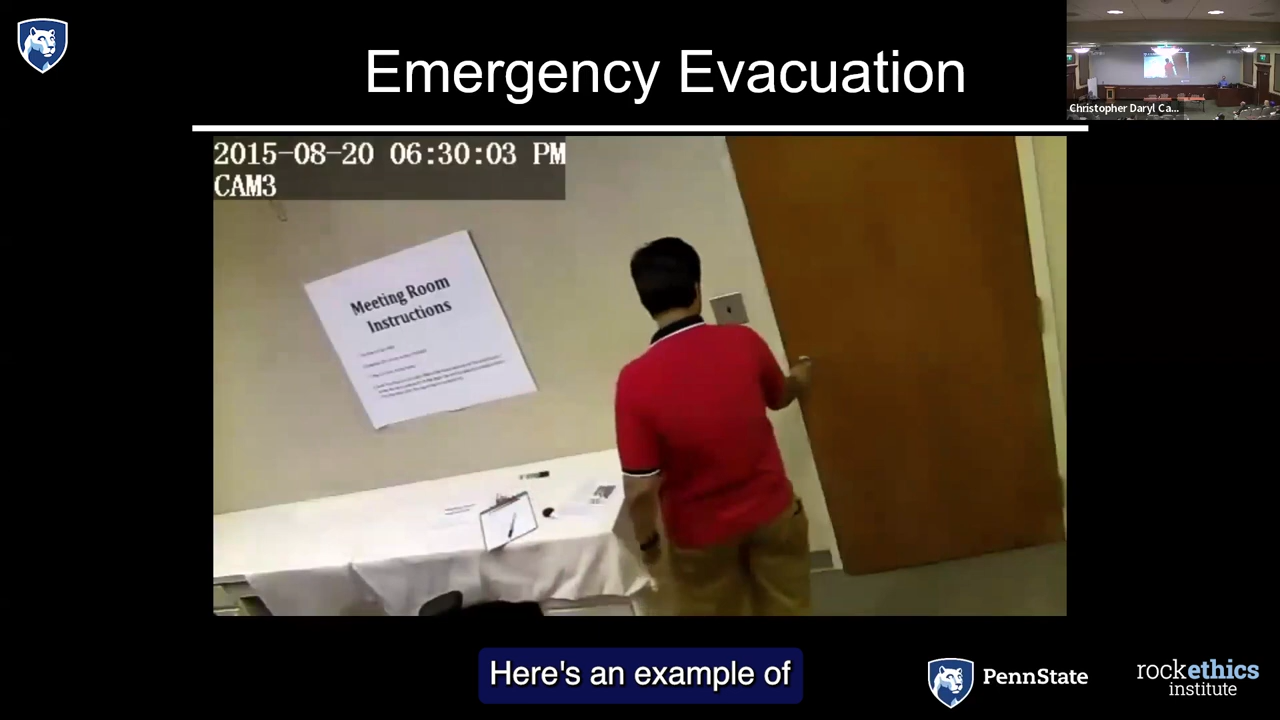 Emergency Evacuation
Christopher Daryl Ca...
2015-08-20 06:30:03 PM
CAM3
Meeting Room
Instructions
Here's an example of
PennState
rockethics
institute